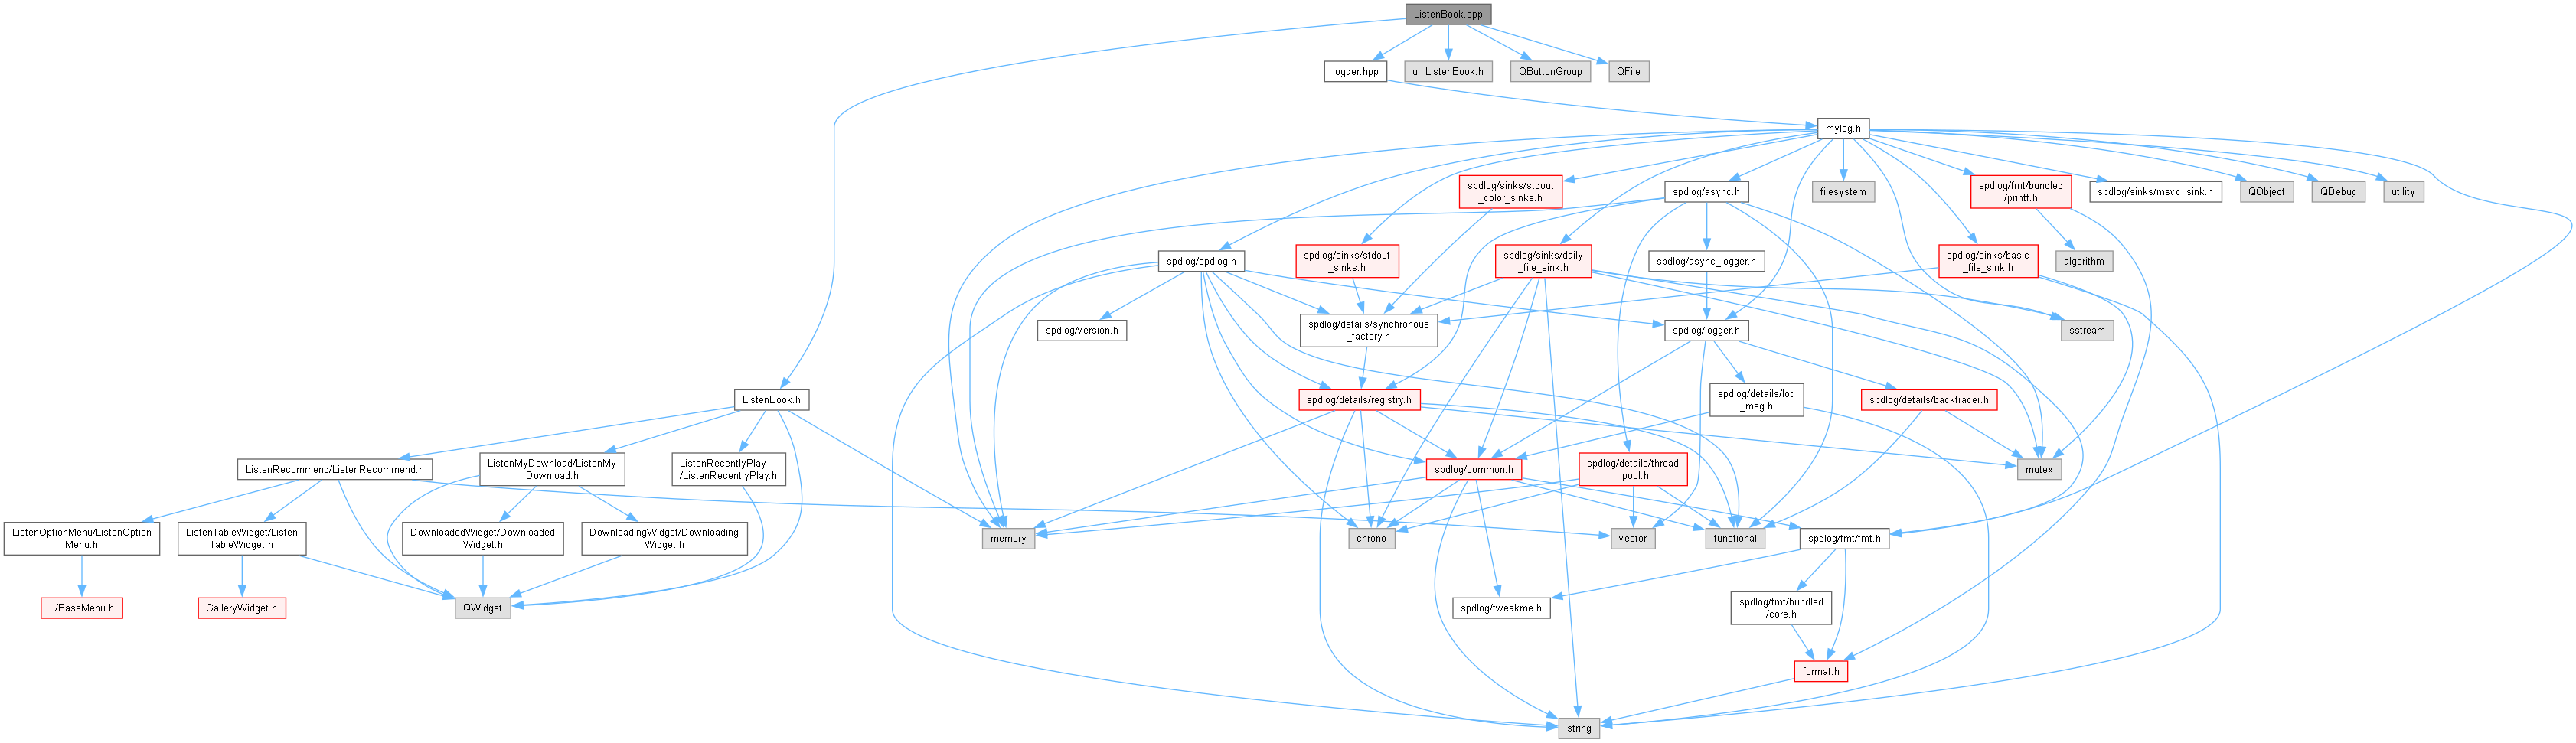 ListenBook.cpp
logger.hpp
ui_ListenBook.h
QButtonGroup
QFile
mylog.h
spdlog/sinks/stdout
_color_sinks.h
spdlog/async.h
filesystem
spdlog/fmt/bundled
/printf.h
spdlog/sinks/msvc_sink.h
QObject
QDebug
utility
spdlog/spdlog.h
spdlog/sinks/stdout
_sinks.h
spdlog/sinks/daily
_file_sink.h
spdlog/async_logger.h
spdlog/sinks/basic
_file_sink.h
algorithm
spdlog/version.h
spdlog/details/synchronous
_factory.h
spdlog/logger.h
sstream
ListenBook.h
spdlog/details/registry.h
spdlog/details/log
_msg.h
spdlog/details/backtracer.h
ListenRecommend/ListenRecommend.h
ListenMyDownload/ListenMy
Download.h
ListenRecentlyPlay
/ListenRecentlyPlay.h
spdlog/common.h
spdlog/details/thread
_pool.h
mutex
ListenOptionMenu/ListenOption
Menu.h
ListenTableWidget/Listen
TableWidget.h
DownloadedWidget/Downloaded
Widget.h
DownloadingWidget/Downloading
Widget.h
memory
chrono
vector
functional
spdlog/fmt/fmt.h
../BaseMenu.h
GalleryWidget.h
QWidget
spdlog/tweakme.h
spdlog/fmt/bundled
/core.h
format.h
string